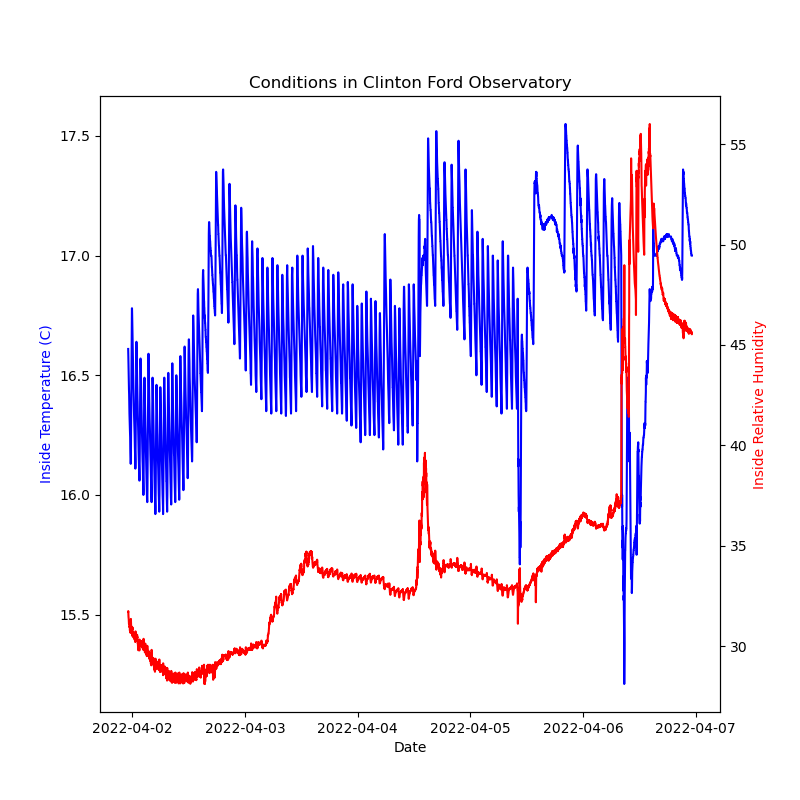 Conditions in Clinton Ford Observatory
Inside Temperature (C)
17.5
17.0
16.5
16.0
15.5
55
50
45
40
35
30
Inside Relative Humidity
2022-04-02 2022-04-03 2022-04-04 2022-04-05 2022-04-06 2022-04-07
Date